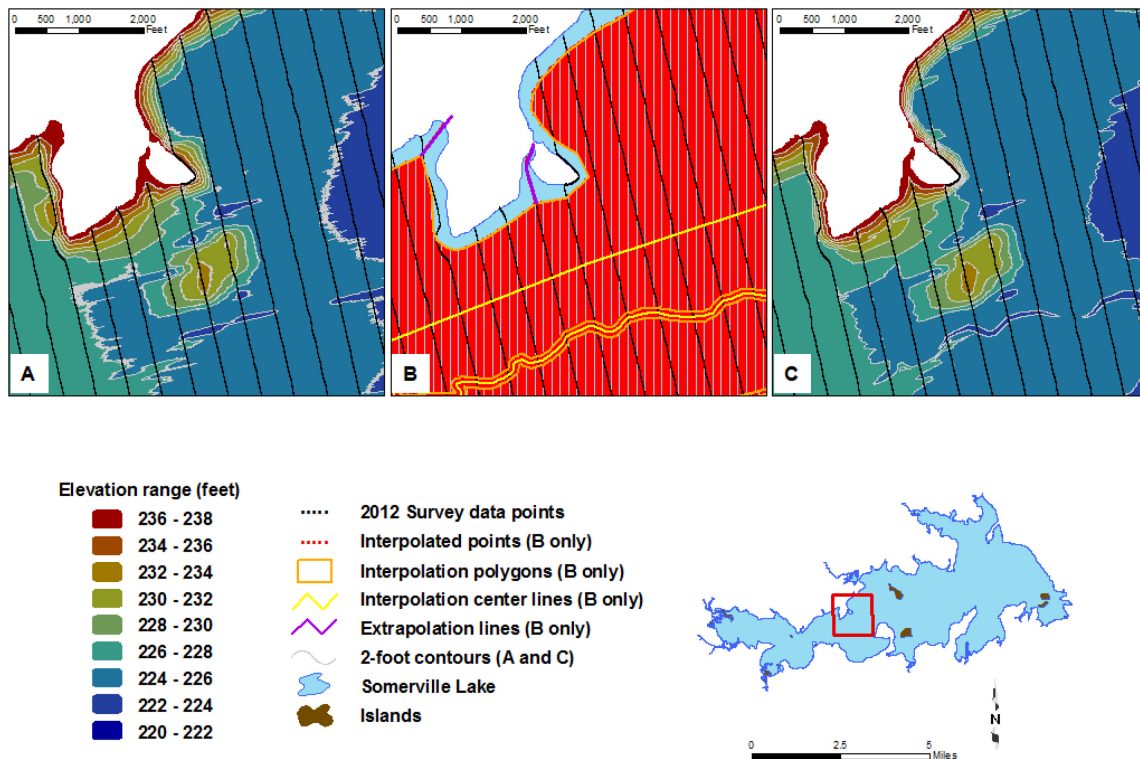 0 500 1,000 2,000
Feet
A
0 500 1,000 2,000
Feet
B
0 500 1,000 2,000
Feet
C
Elevation range (feet)
236 - 238
234 - 236
232 - 234
230 - 232
228 - 230
226 - 228
224 - 226
222 - 224
220 - 222
2012 Survey data points
Interpolated points (B only)
Interpolation polygons (B only)
Interpolation center lines (B only)
Extrapolation lines (B only)
2-foot contours (A and C)
Somerville Lake
Islands
N
0 2.5 5
Miles